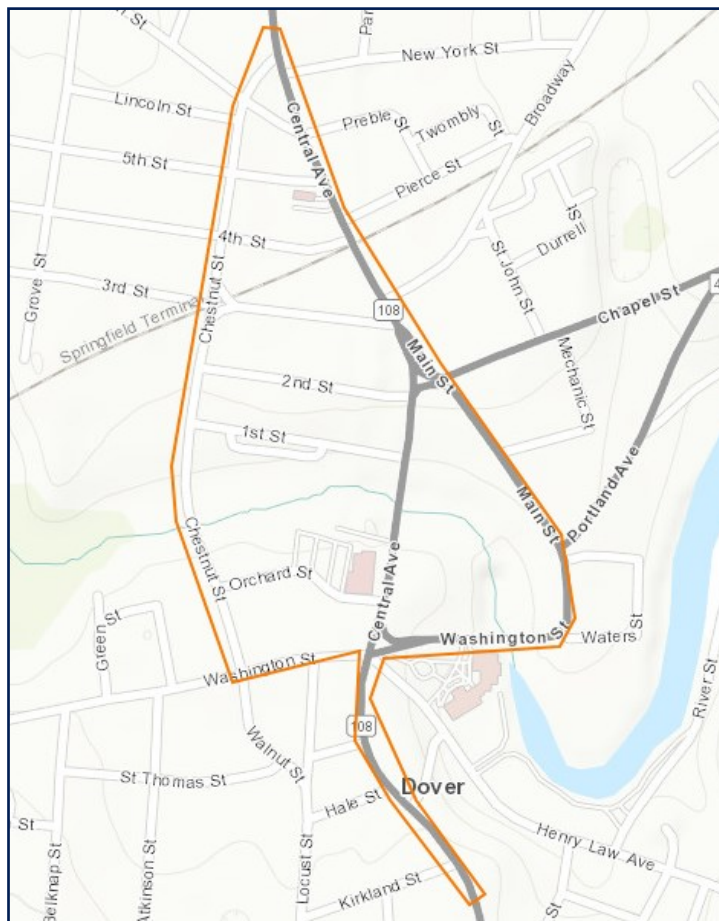 New York St
Lincoln St
Preble St
Twombly St
Broadway
Central Ave
5th St
Pierce St
4th St
St
Durrell
St John St
Grove St
3rd St
Chestnut St
Springfield Terminal
108
Chapel St
4
Main St
Mechanic St
2nd St
1st St
Main St
Portland Ave
Chestnut St
Orchard St
Central Ave
Green St
Washington St
Waters
Washington St
River St
108
Walnut St
St Thomas St
Dover
Hale St
Henry Law Ave
St
Belknap St
Atkinson St
Locust St
Kirkland St
St